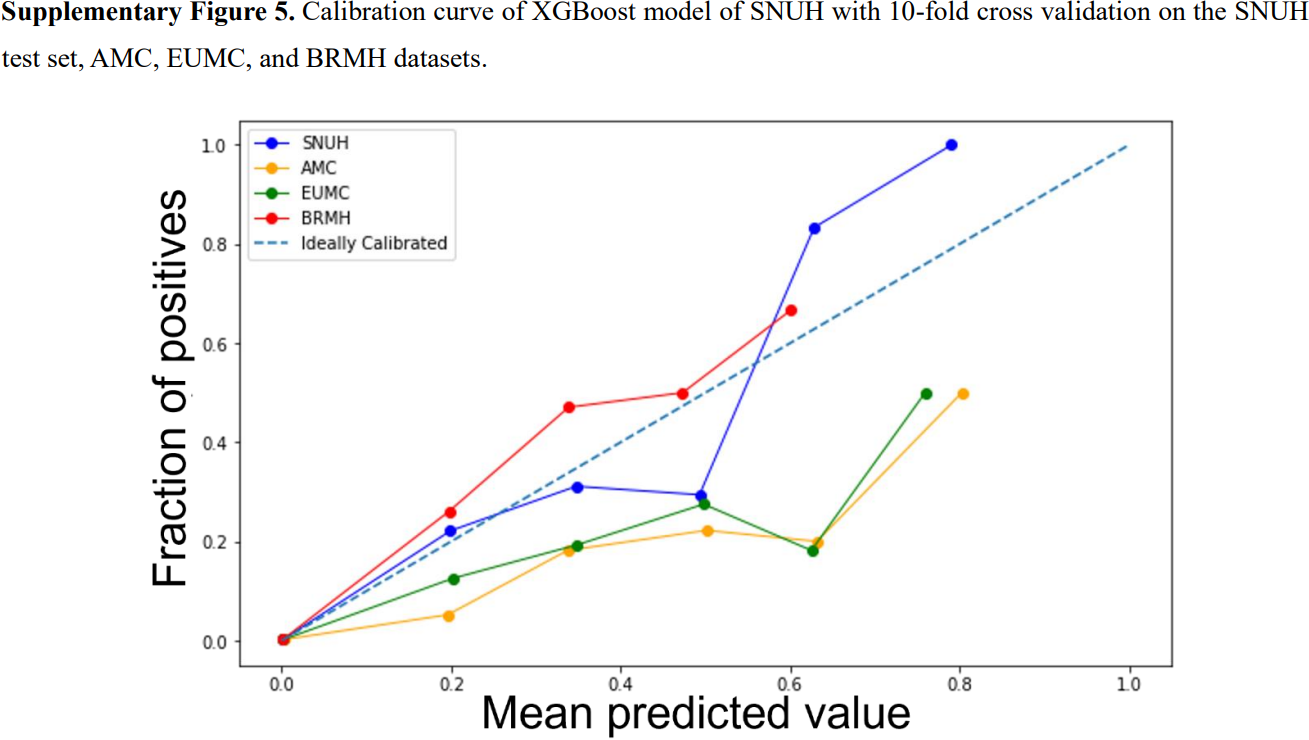 Supplementary Figure 5. Calibration curve of XGBoost model of SNUH with 10-fold cross validation on the SNUH
test set, AMC, EUMC, and BRMH datasets.
SNUH
AMC
EUMC
BRMH
Ideally Calibrated
Fraction of positives
1.0
0.8
0.6
0.4
0.2
0.0
0.0 0.2 0.4 0.6 0.8 1.0
Mean predicted value